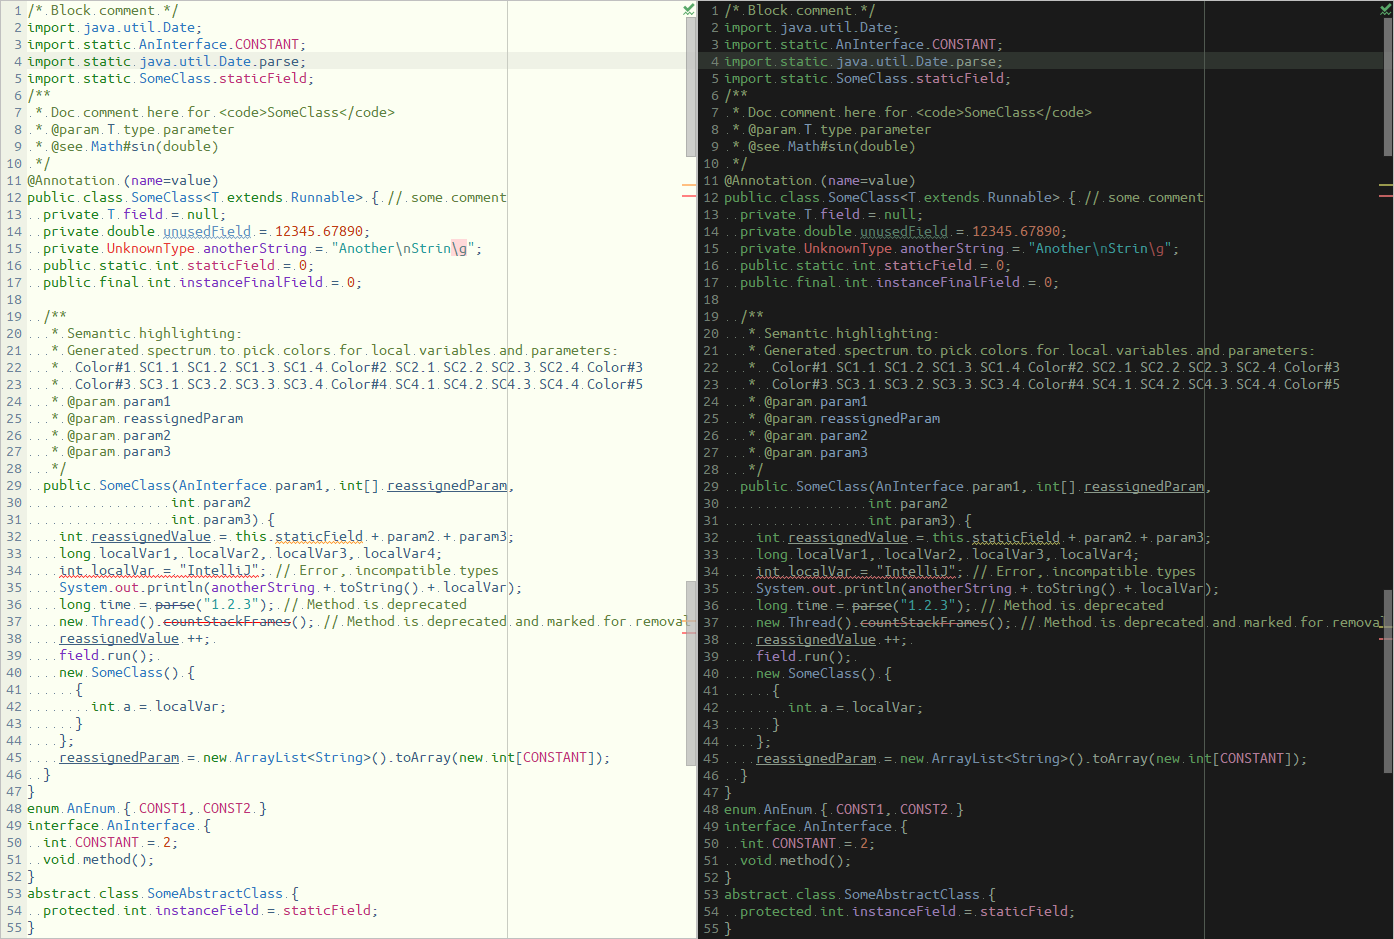 1 /* Block comment */
2 import java.util.Date;
3 import static AnInterface.CONSTANT;
4 import static java.util.Date.parse;
5 import static SomeClass.staticField;
6 /**
7  * Doc comment here for <code>SomeClass</code>
8  * @param T type parameter
9  * @see Math#sin(double)
10  */
11 @Annotation (name=value)
12 public class SomeClass<T extends Runnable> { // some comment
13   private T field = null;
14   private double unusedField = 12345.67890;
15   private UnknownType anotherString = "Another\nStrin\g";
16   public static int staticField = 0;
17   public final int instanceFinalField = 0;
18
19   /**
20    * Semantic highlighting:
21    * Generated spectrum to pick colors for local variables and parameters:
22    *  Color#1 SC1.1 SC1.2 SC1.3 SC1.4 Color#2 SC2.1 SC2.2 SC2.3 SC2.4 Color#3
23    *  Color#3 SC3.1 SC3.2 SC3.3 SC3.4 Color#4 SC4.1 SC4.2 SC4.3 SC4.4 Color#5
24    * @param param1
25    * @param reassignedParam
26    * @param param2
27    * @param param3
28    */
29   public SomeClass(AnInterface param1, int[] reassignedParam,
30                   int param2
31                   int param3) {
32     int reassignedValue = this.staticField + param2 + param3;
33     long localVar1, localVar2, localVar3, localVar4;
34     int localVar = "IntelliJ"; // Error, incompatible types
35     System.out.println(anotherString + toString() + localVar);
36     long time = parse("1.2.3"); // Method is deprecated
37     new Thread().countStackFrames(); // Method is deprecated and marked for removal
38     reassignedValue ++;
39     field.run();
40     new SomeClass() {
41       {
42         int a = localVar;
43       }
44     };
45     reassignedParam = new ArrayList<String>().toArray(new int[CONSTANT]);
46   }
47 }
48 enum AnEnum { CONST1, CONST2 }
49 interface AnInterface {
50   int CONSTANT = 2;
51   void method();
52 }
53 abstract class SomeAbstractClass {
54   protected int instanceField = staticField;
55 }
1 /* Block comment */
2 import java.util.Date;
3 import static AnInterface.CONSTANT;
4 import static java.util.Date.parse;
5 import static SomeClass.staticField;
6 /**
7  * Doc comment here for <code>SomeClass</code>
8  * @param T type parameter
9  * @see Math#sin(double)
10  */
11 @Annotation (name=value)
12 public class SomeClass<T extends Runnable> { // some comment
13   private T field = null;
14   private double unusedField = 12345.67890;
15   private UnknownType anotherString = "Another\nStrin\g";
16   public static int staticField = 0;
17   public final int instanceFinalField = 0;
18
19   /**
20    * Semantic highlighting:
21    * Generated spectrum to pick colors for local variables and parameters:
22    *  Color#1 SC1.1 SC1.2 SC1.3 SC1.4 Color#2 SC2.1 SC2.2 SC2.3 SC2.4 Color#3
23    *  Color#3 SC3.1 SC3.2 SC3.3 SC3.4 Color#4 SC4.1 SC4.2 SC4.3 SC4.4 Color#5
24    * @param param1
25    * @param reassignedParam
26    * @param param2
27    * @param param3
28    */
29   public SomeClass(AnInterface param1, int[] reassignedParam,
30                   int param2
31                   int param3) {
32     int reassignedValue = this.staticField + param2 + param3;
33     long localVar1, localVar2, localVar3, localVar4;
34     int localVar = "IntelliJ"; // Error, incompatible types
35     System.out.println(anotherString + toString() + localVar);
36     long time = parse("1.2.3"); // Method is deprecated
37     new Thread().countStackFrames(); // Method is deprecated and marked for removal
38     reassignedValue ++;
39     field.run();
40     new SomeClass() {
41       {
42         int a = localVar;
43       }
44     };
45     reassignedParam = new ArrayList<String>().toArray(new int[CONSTANT]);
46   }
47 }
48 enum AnEnum { CONST1, CONST2 }
49 interface AnInterface {
50   int CONSTANT = 2;
51   void method();
52 }
53 abstract class SomeAbstractClass {
54   protected int instanceField = staticField;
55 }